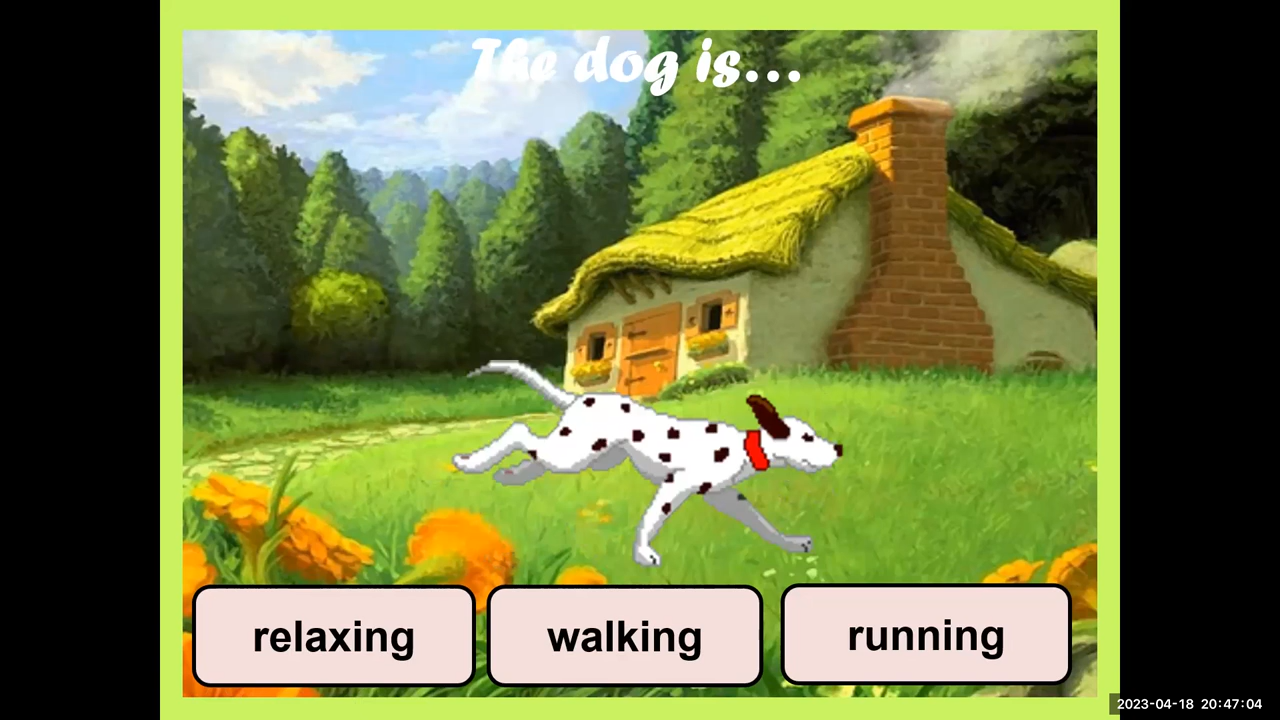 The dog is...
relaxing
walking
running
2023-04-18 20:47:04